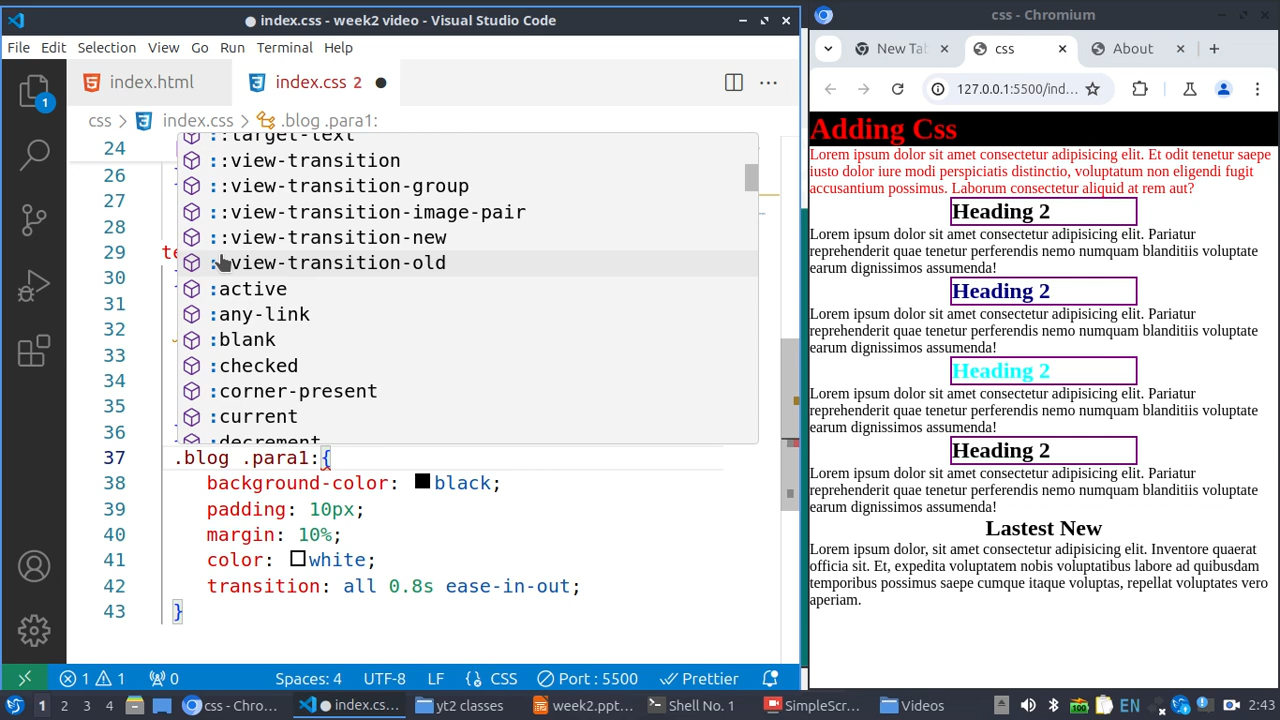 ● index.css - week2 video - Visual Studio Code
File Edit Selection View Go Run Terminal Help
index.html
index.css 2 ●
css > index.css > .blog .para1:
1
24
26
27
28
29 te
30
31
32
33
34
35
36
::target-text
::view-transition
::view-transition-group
::view-transition-image-pair
::view-transition-new
::view-transition-old
:active
:any-link
:blank
:checked
:corner-present
:current
:decrement
37 .blog .para1:{
38 background-color: black;
39 padding: 10px;
40 margin: 10%;
41 color: white;
42 transition: all 0.8s ease-in-out;
43 }
1 1 0 Spaces: 4 UTF-8 LF {} CSS Port : 5500 Prettier
css - Chromium
New Tab
css
About
127.0.0.1:5500/ind...
Adding Css
Lorem ipsum dolor sit amet consectetur adipisicing elit. Et odit tenetur saepe
iusto dolor iure modi perspiciatis distinctio, voluptatum non eligendi fugit
accusantium possimus. Laborum consectetur aliquid at rem aut?
Heading 2
Lorem ipsum dolor sit amet consectetur adipisicing elit. Pariatur
reprehenderit quae tenetur perferendis nemo numquam blanditiis voluptate
earum dignissimos assumenda!
Heading 2
Lorem ipsum dolor sit amet consectetur adipisicing elit. Pariatur
reprehenderit quae tenetur perferendis nemo numquam blanditiis voluptate
earum dignissimos assumenda!
Heading 2
Lorem ipsum dolor sit amet consectetur adipisicing elit. Pariatur
reprehenderit quae tenetur perferendis nemo numquam blanditiis voluptate
earum dignissimos assumenda!
Heading 2
Lorem ipsum dolor sit amet consectetur adipisicing elit. Pariatur
reprehenderit quae tenetur perferendis nemo numquam blanditiis voluptate
earum dignissimos assumenda!
Lastest New
Lorem ipsum dolor, sit amet consectetur adipisicing elit. Inventore quaerat
officia sit. Et, expedita voluptatem nobis voluptatibus labore ad quibusdam
temporibus possimus saepe cumque itaque voluptas, repellat voluptates vero
aperiam.
1 2 3 4 css - Chro... ● index.cs... yt2 classes week2.ppt... Shell No. 1 SimpleScr... Videos EN 100 2:43